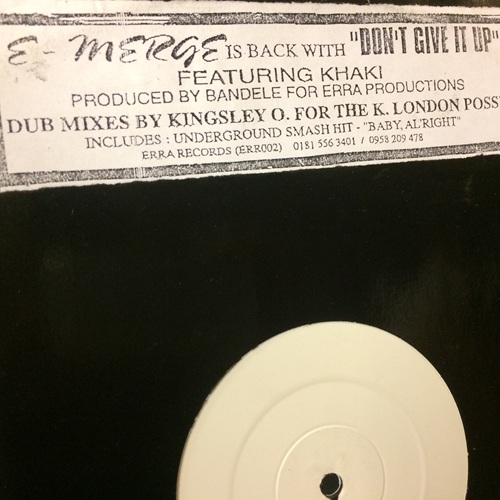 E-MERGE IS BACK WITH "DON'T GIVE IT UP"
FEATURING KHAKI
PRODUCED BY BANDELE FOR ERRA PRODUCTIONS
DUB MIXES BY KINGSLEY O. FOR THE K. LONDON POSS
INCLUDES : UNDERGROUND SMASH HIT - "BABY, AL'RIGHT"
ERRA RECORDS (ERR002) 0181 556 3401 / 0958 209 478